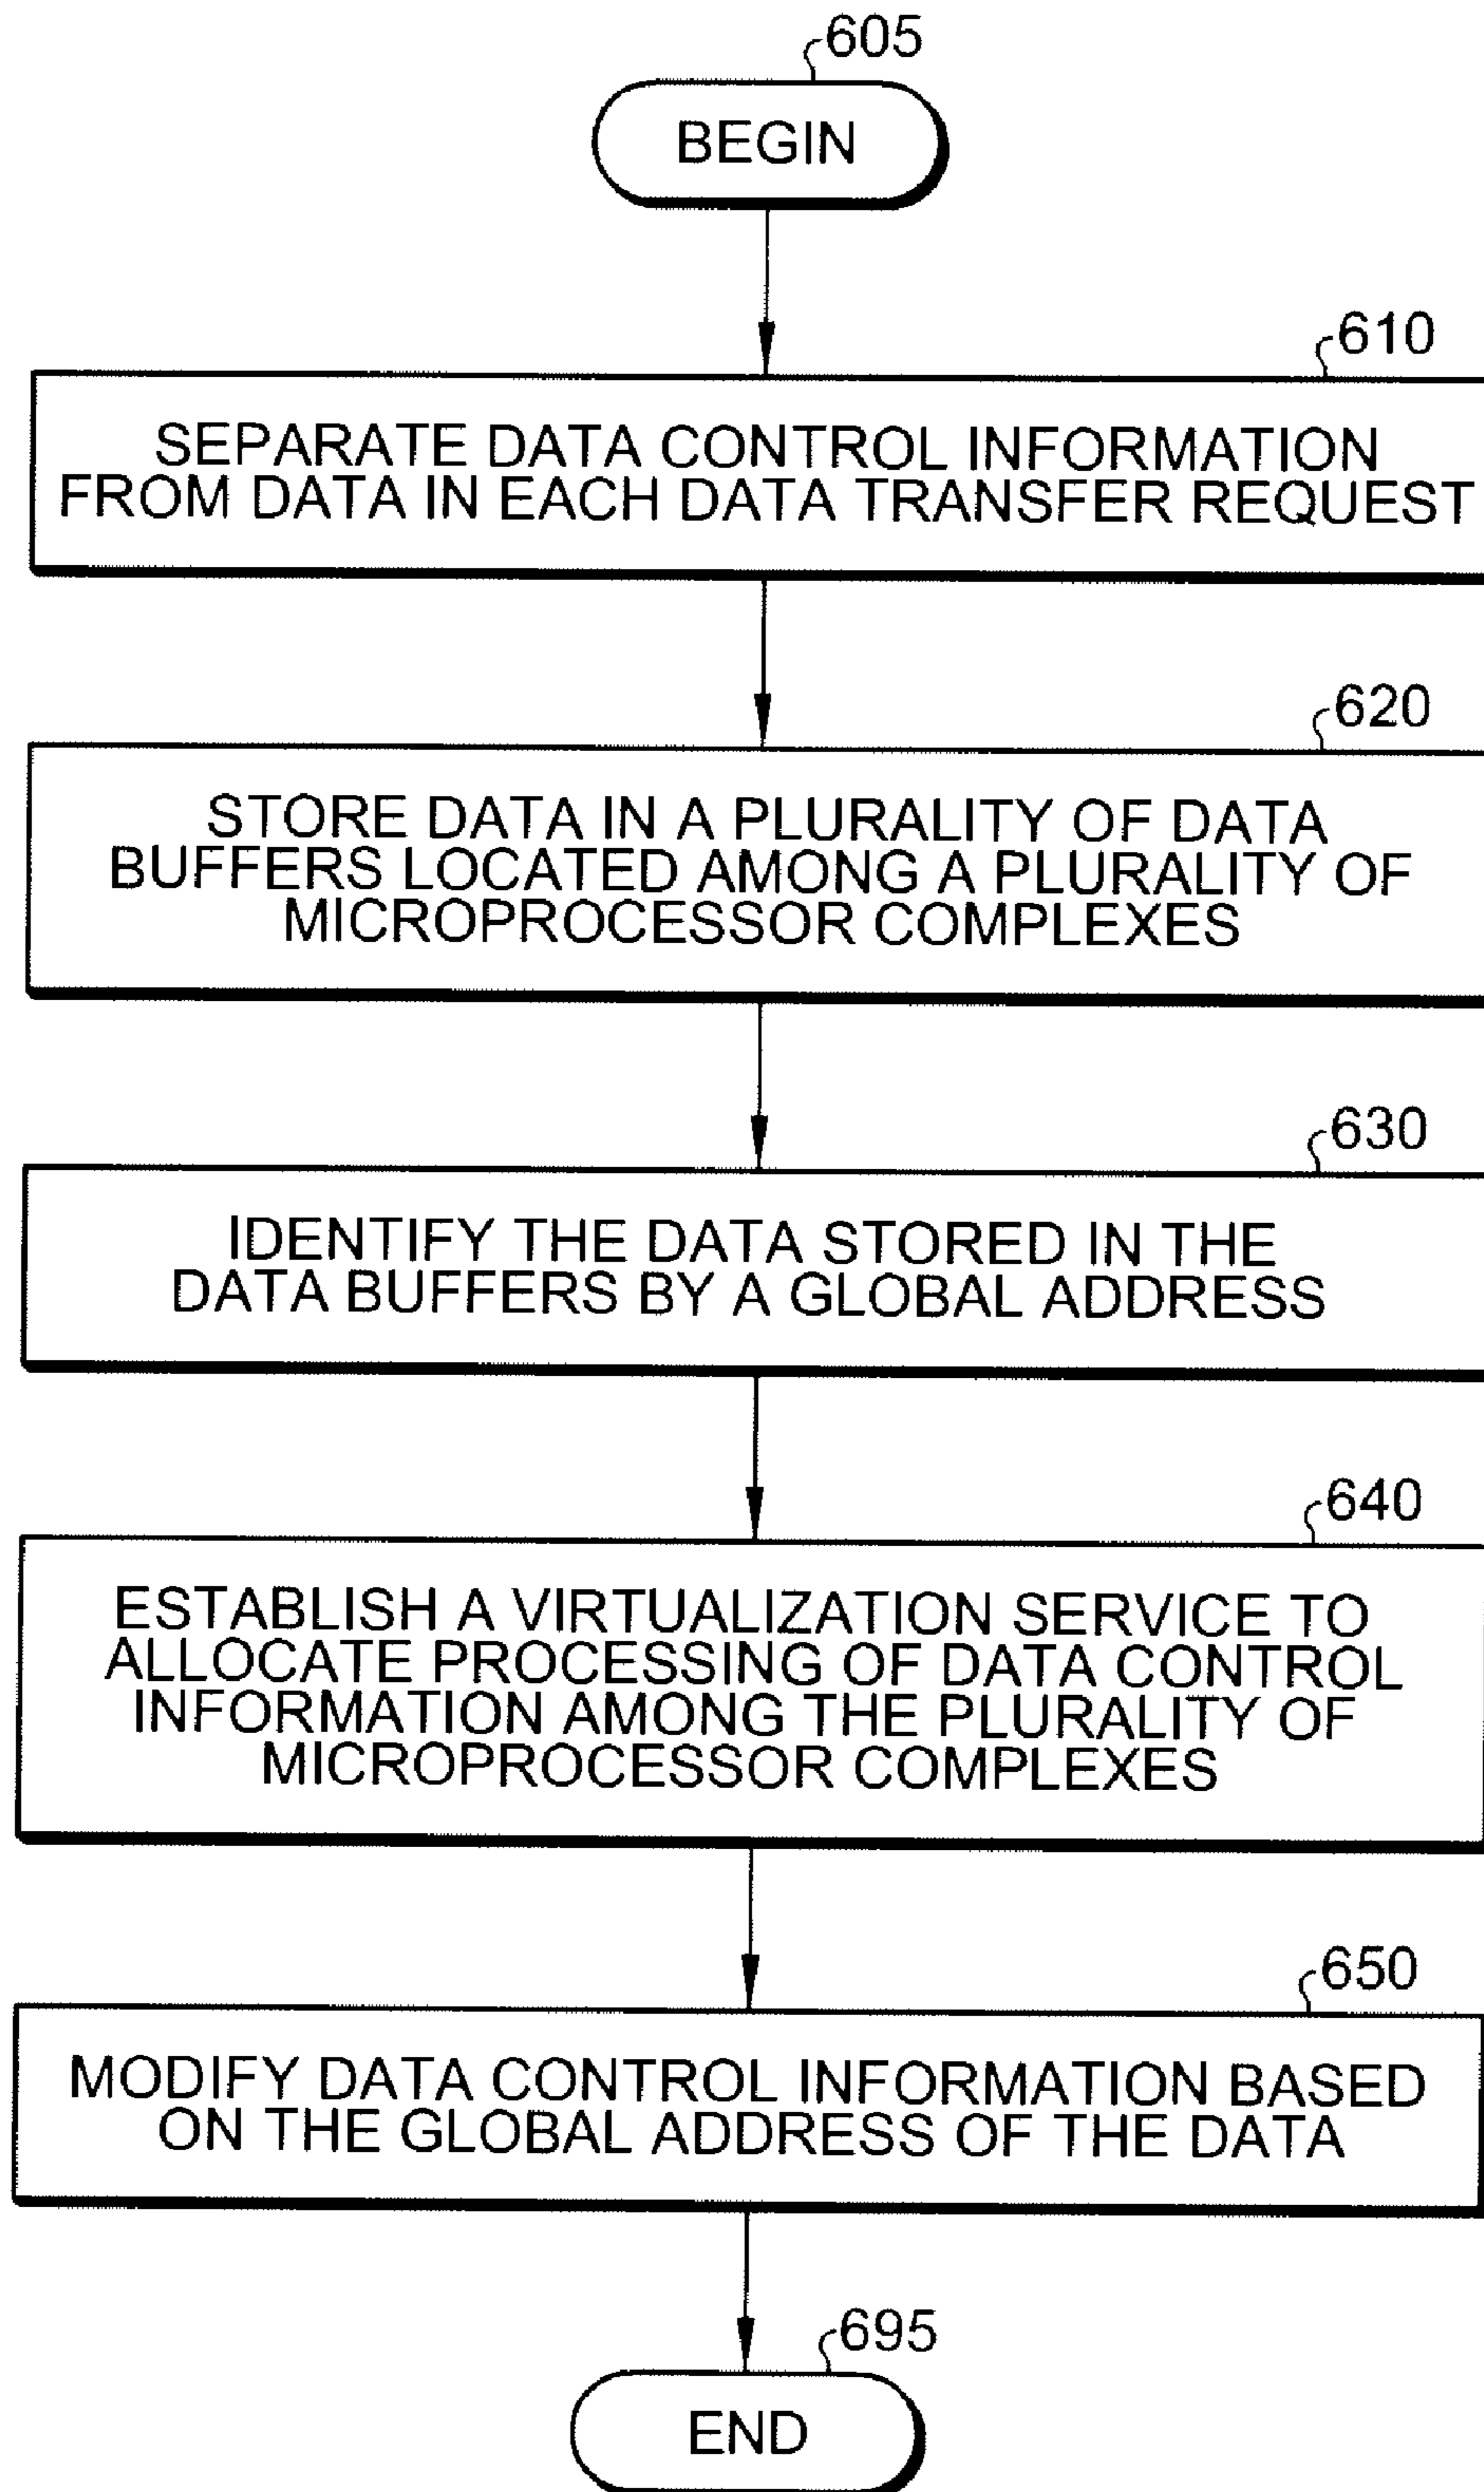 605
BEGIN
610
SEPARATE DATA CONTROL INFORMATION
FROM DATA IN EACH DATA TRANSFER REQUEST
620
STORE DATA IN A PLURALITY OF DATA
BUFFERS LOCATED AMONG A PLURALITY OF
MICROPROCESSOR COMPLEXES
630
IDENTIFY THE DATA STORED IN THE
DATA BUFFERS BY A GLOBAL ADDRESS
640
ESTABLISH A VIRTUALIZATION SERVICE TO
ALLOCATE PROCESSING OF DATA CONTROL
INFORMATION AMONG THE PLURALITY OF
MICROPROCESSOR COMPLEXES
650
MODIFY DATA CONTROL INFORMATION BASED
ON THE GLOBAL ADDRESS OF THE DATA
695
END